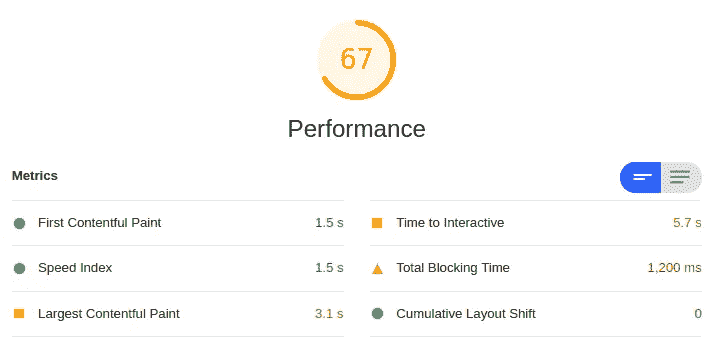 67
Performance
Metrics
First Contentful Paint 1.5 s
Time to Interactive 5.7 s
Speed Index 1.5 s
Total Blocking Time 1,200 ms
Largest Contentful Paint 3.1 s
Cumulative Layout Shift 0